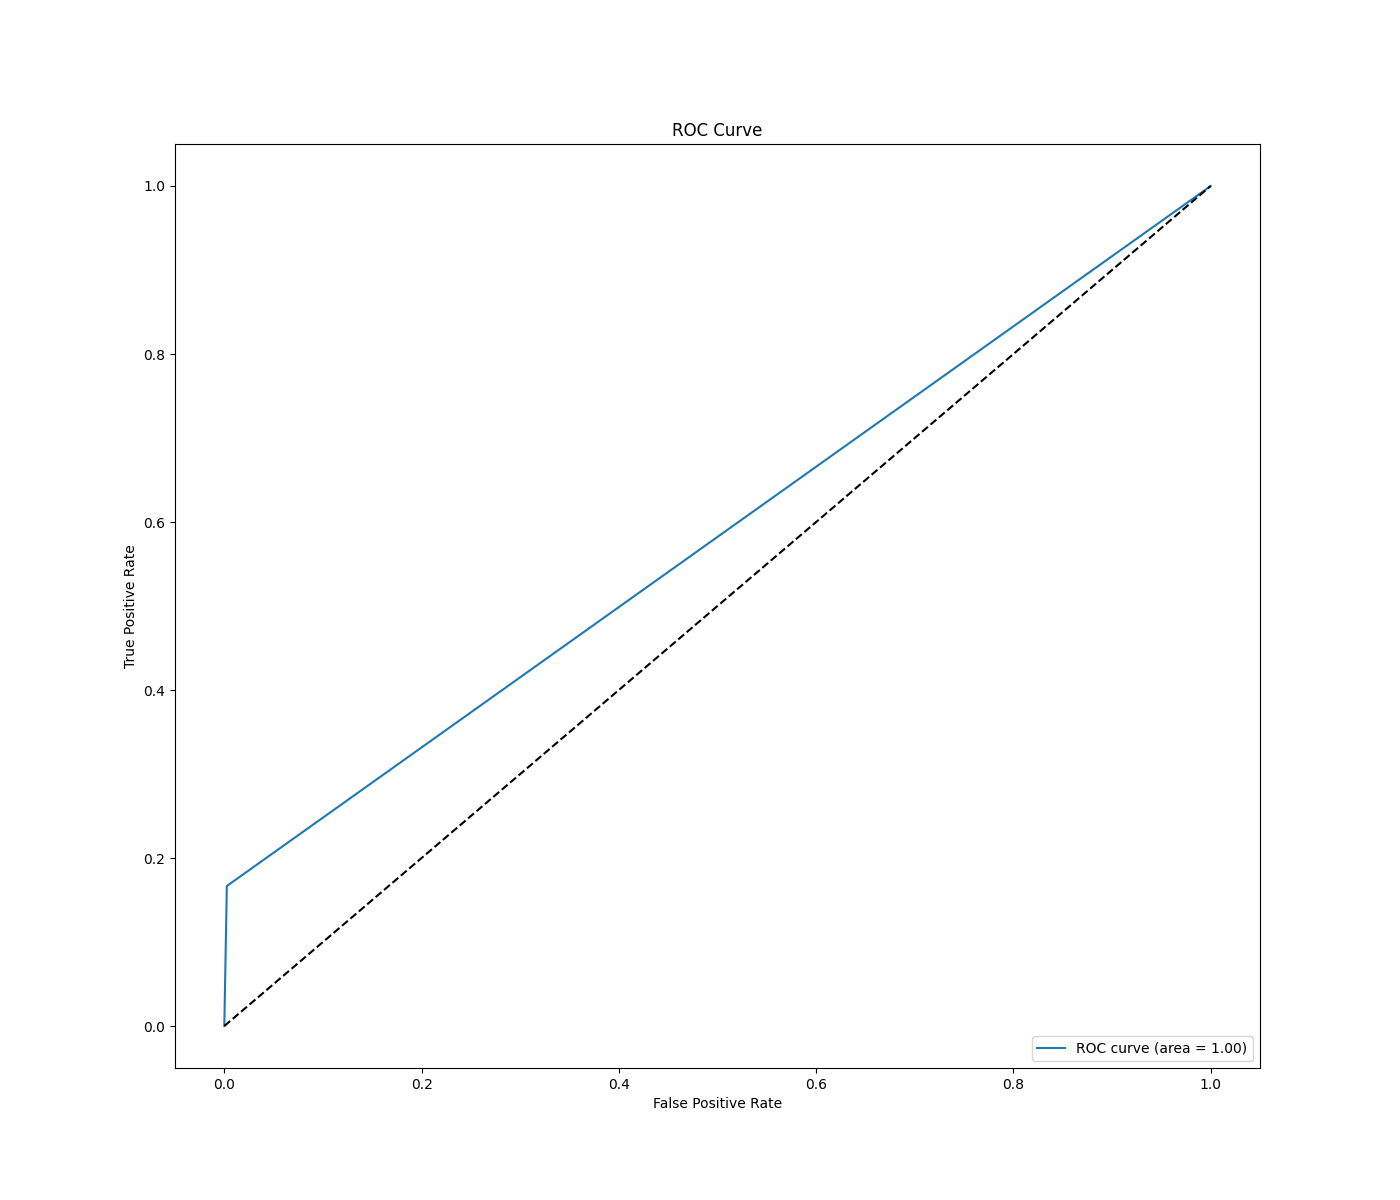 ROC Curve
1.0
0.8
0.6
0.4
0.2
0.0
True Positive Rate
ROC curve (area = 1.00)
0.0 0.2 0.4 0.6 0.8 1.0
False Positive Rate